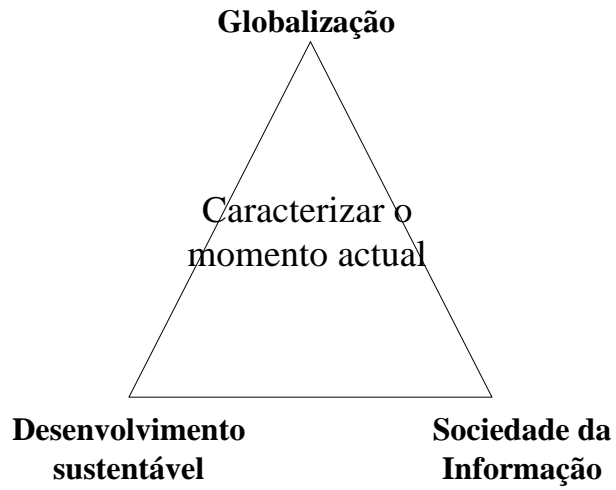 Globalização
Caracterizar o
momento actual
Desenvolvimento
sustentável
Sociedade da
Informação